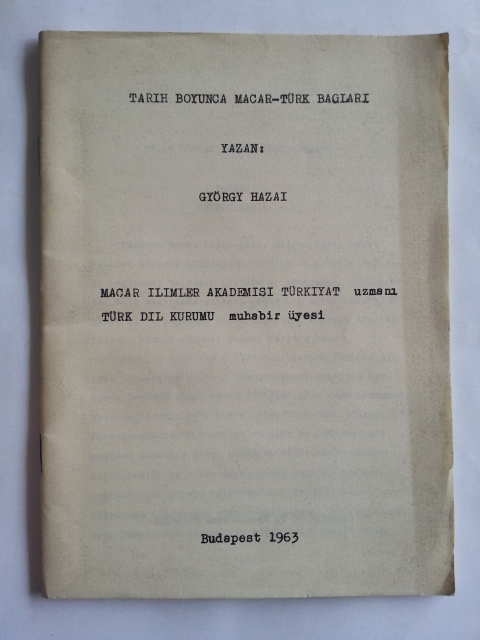 TARIH BOYUNCA MACAR-TÜRK BAGLARI
YAZAN:
GYÖRGY HAZAI
MACAR ILIMLER AKADEMISI TÜRKIYAT uzmanı
TÜRK DIL KURUMU muhabir üyesi
Budapest 1963